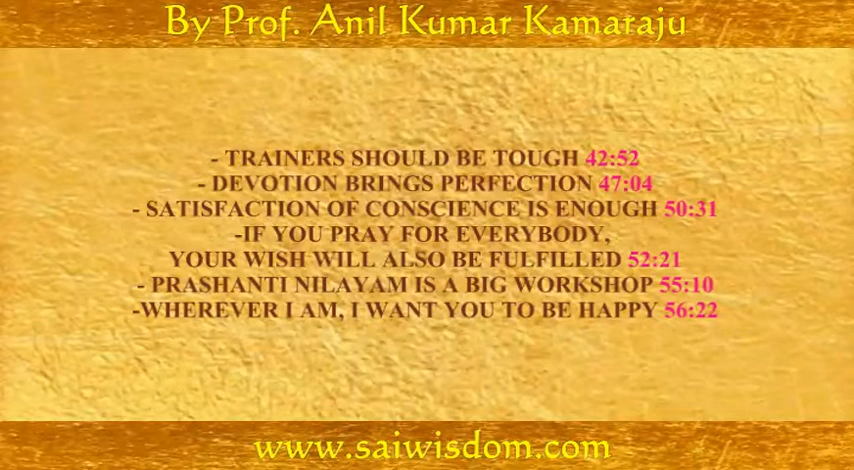 By Prof. Anil Kumar Kamaraju
- TRAINERS SHOULD BE TOUGH 42:52
- DEVOTION BRINGS PERFECTION 47:04
- SATISFACTION OF CONSCIENCE IS ENOUGH 50:31
-IF YOU PRAY FOR EVERYBODY,
YOUR WISH WILL ALSO BE FULFILLED 52:21
- PRASHANTI NILAYAM IS A BIG WORKSHOP 55:10
-WHEREVER I AM, I WANT YOU TO BE HAPPY 56:22
www.saiwisdom.com